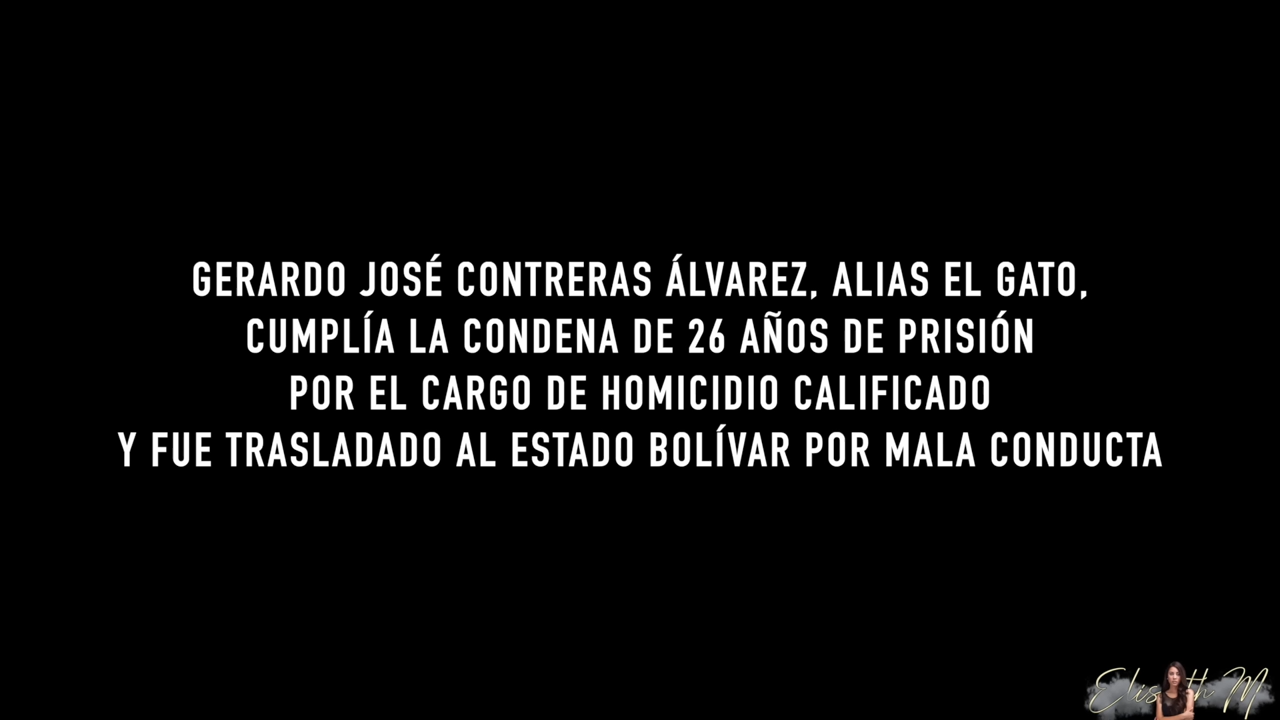 GERARDO JOSÉ CONTRERAS ÁLVAREZ, ALIAS EL GATO,
CUMPLÍA LA CONDENA DE 26 AÑOS DE PRISIÓN
POR EL CARGO DE HOMICIDIO CALIFICADO
Y FUE TRASLADADO AL ESTADO BOLÍVAR POR MALA CONDUCTA